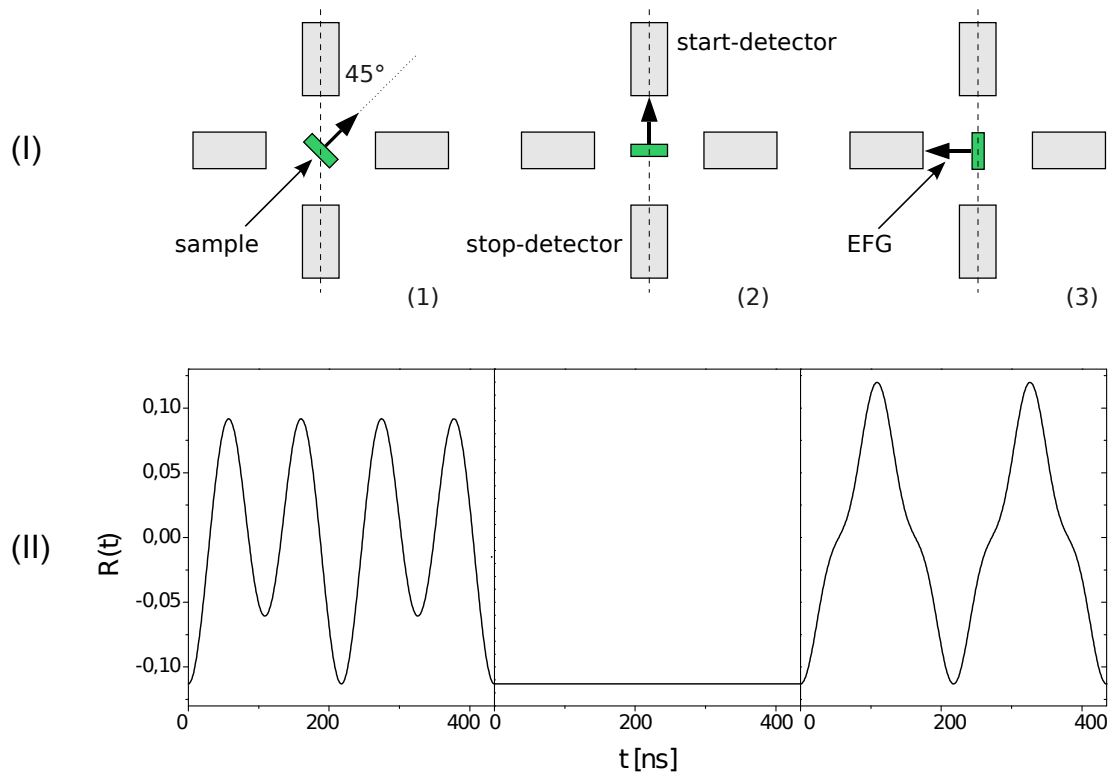 (I)
45°
sample
(1)
start-detector
stop-detector
(2)
EFG
(3)
(II)
R(t)
0,10
0,05
0,00
-0,05
-0,10
0 200 400 0 200 400 0 200 400
t [ns]